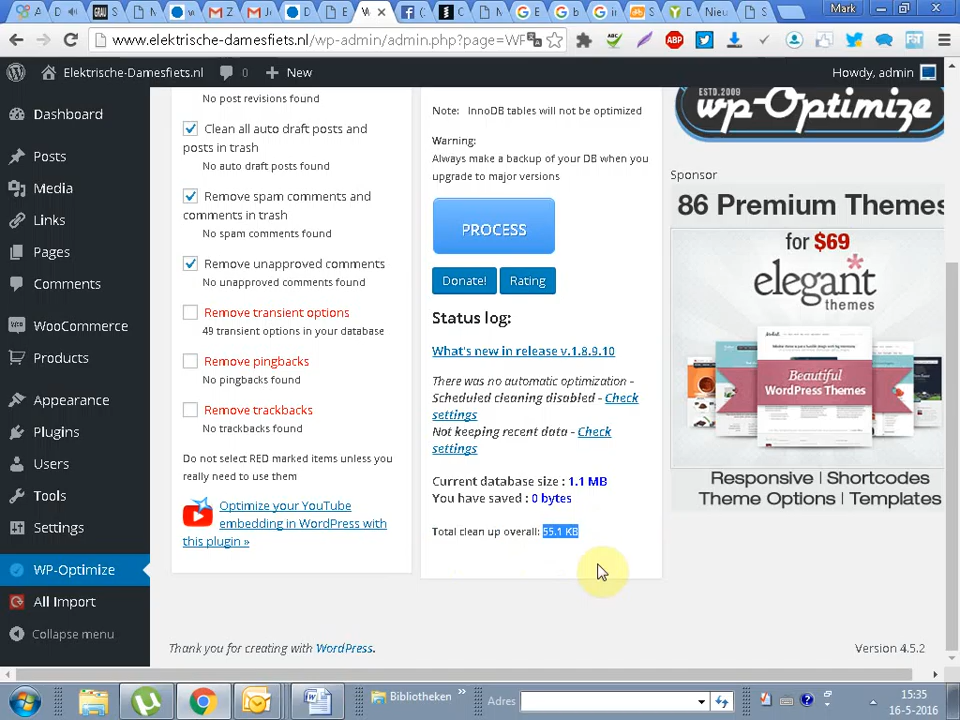 Mark
www.elektrische-damesfiets.nl/wp-admin/admin.php?page=WF
ABP
Elektrische-Damesfiets.nl
0
New
Howdy, admin
Dashboard
Posts
Media
Links
Pages
Comments
WooCommerce
Products
Appearance
Plugins
Users
Tools
Settings
WP-Optimize
All Import
Collapse menu
No post revisions found
Clean all auto draft posts and
posts in trash
No auto draft posts found
Remove spam comments and
comments in trash
No spam comments found
Remove unapproved comments
No unapproved comments found
Remove transient options
49 transient options in your database
Remove pingbacks
No pingbacks found
Remove trackbacks
No trackbacks found
Do not select RED marked items unless you
really need to use them
Optimize your YouTube
embedding in WordPress with
this plugin »
Note: InnoDB tables will not be optimized
Warning:
Always make a backup of your DB when you
upgrade to major versions
PROCESS
Donate!
Rating
Status log:
What's new in release v.1.8.9.10
There was no automatic optimization -
Scheduled cleaning disabled - Check
settings
Not keeping recent data - Check
settings
Current database size : 1.1 MB
You have saved : 0 bytes
Total clean up overall: 55.1 KB
ESTD.2009
wp-Optimize
Sponsor
86 Premium Themes
for $69
elegant
themes
Beautiful
WordPress Themes
Responsive | Shortcodes
Theme Options | Templates
Thank you for creating with WordPress.
Version 4.5.2
Bibliotheken
Adres
15:35
16-5-2016